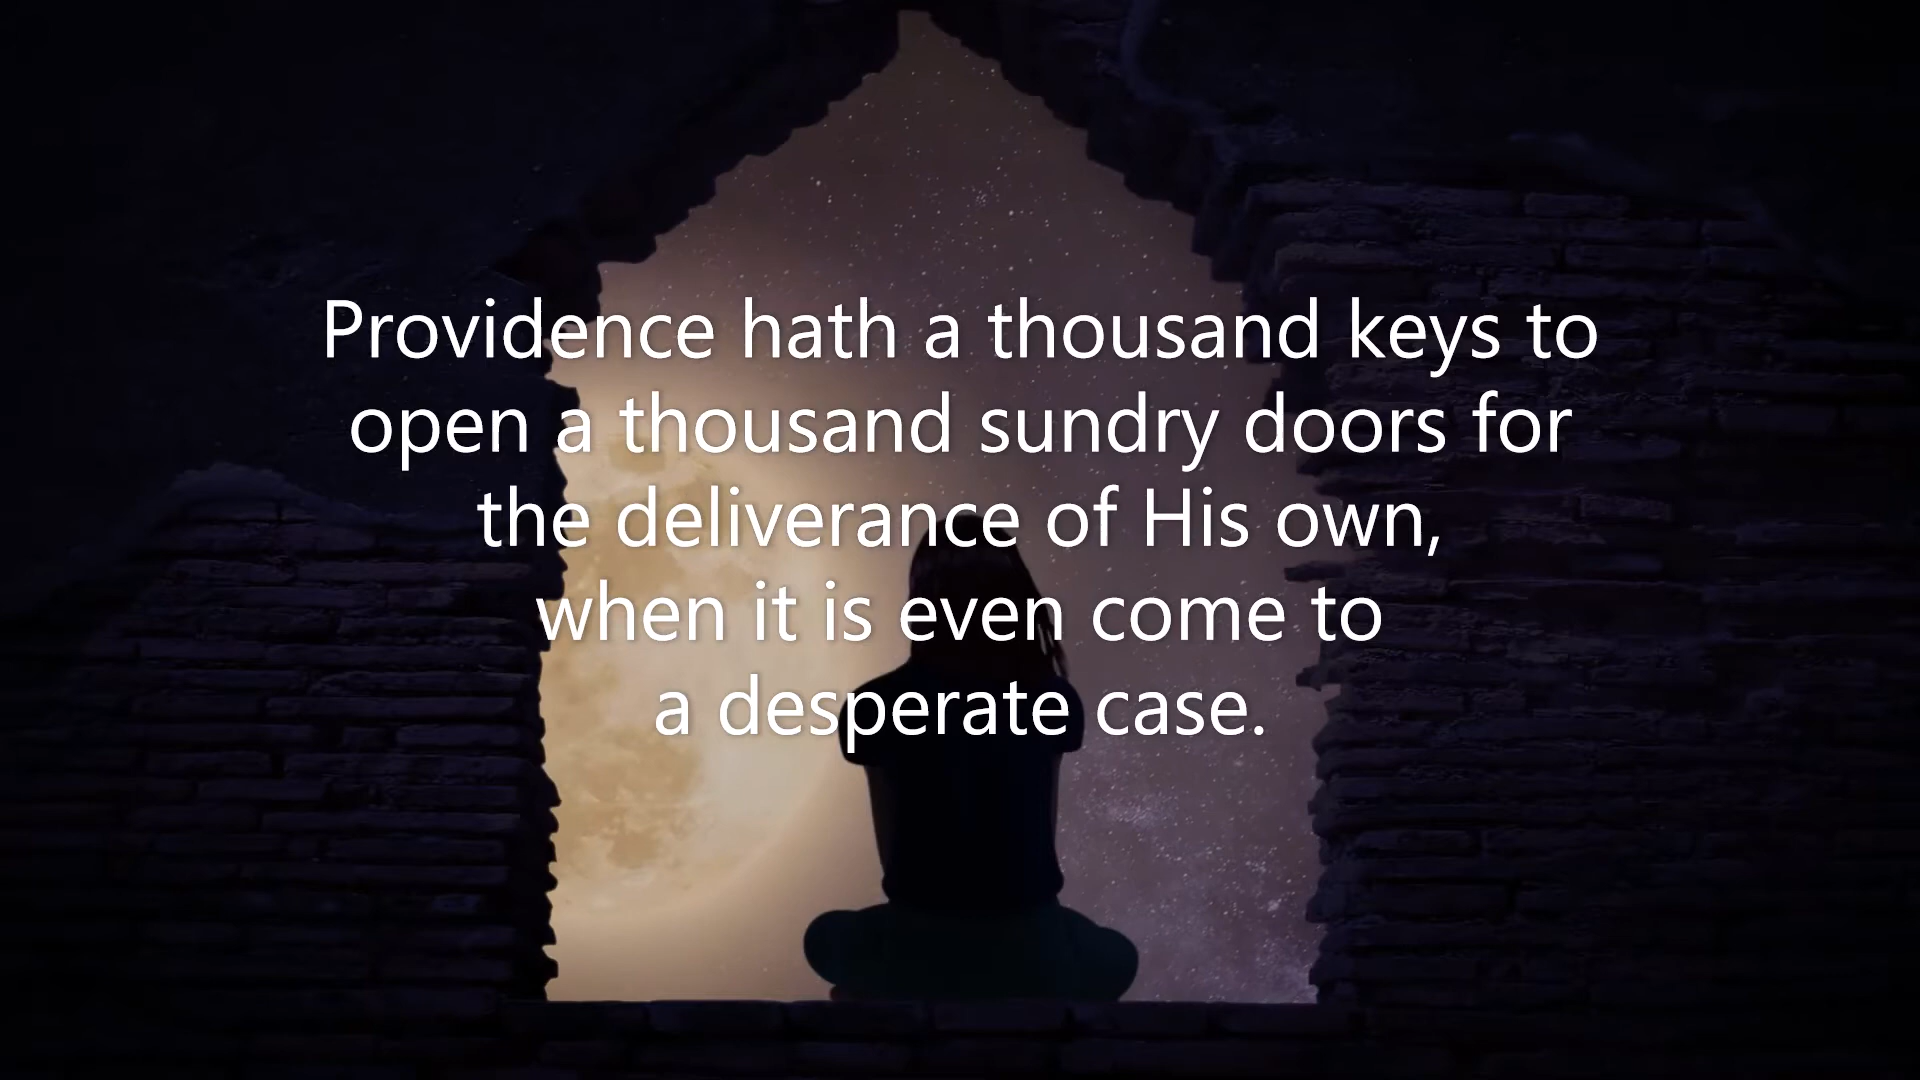 Providence hath a thousand keys to
open a thousand sundry doors for
the deliverance of His own,
when it is even come to
a desperate case.